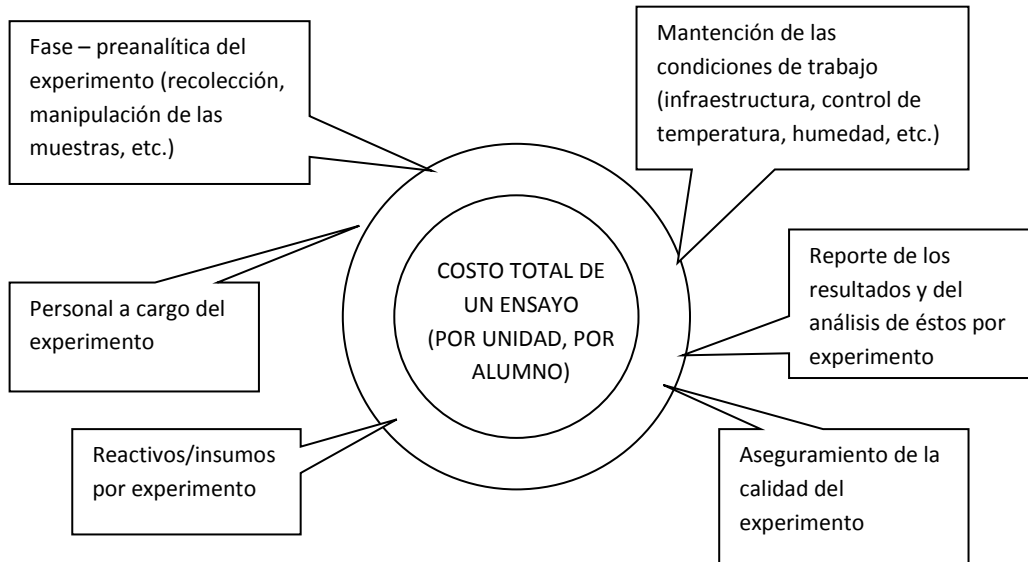 Fase – preanalítica del
experimento (recolección,
manipulación de las
muestras, etc.)
Mantención de las
condiciones de trabajo
(infraestructura, control de
temperatura, humedad, etc.)
COSTO TOTAL DE
UN ENSAYO
(POR UNIDAD, POR
ALUMNO)
Personal a cargo del
experimento
Reporte de los
resultados y del
análisis de éstos por
experimento
Reactivos/insumos
por experimento
Aseguramiento de la
calidad del
experimento